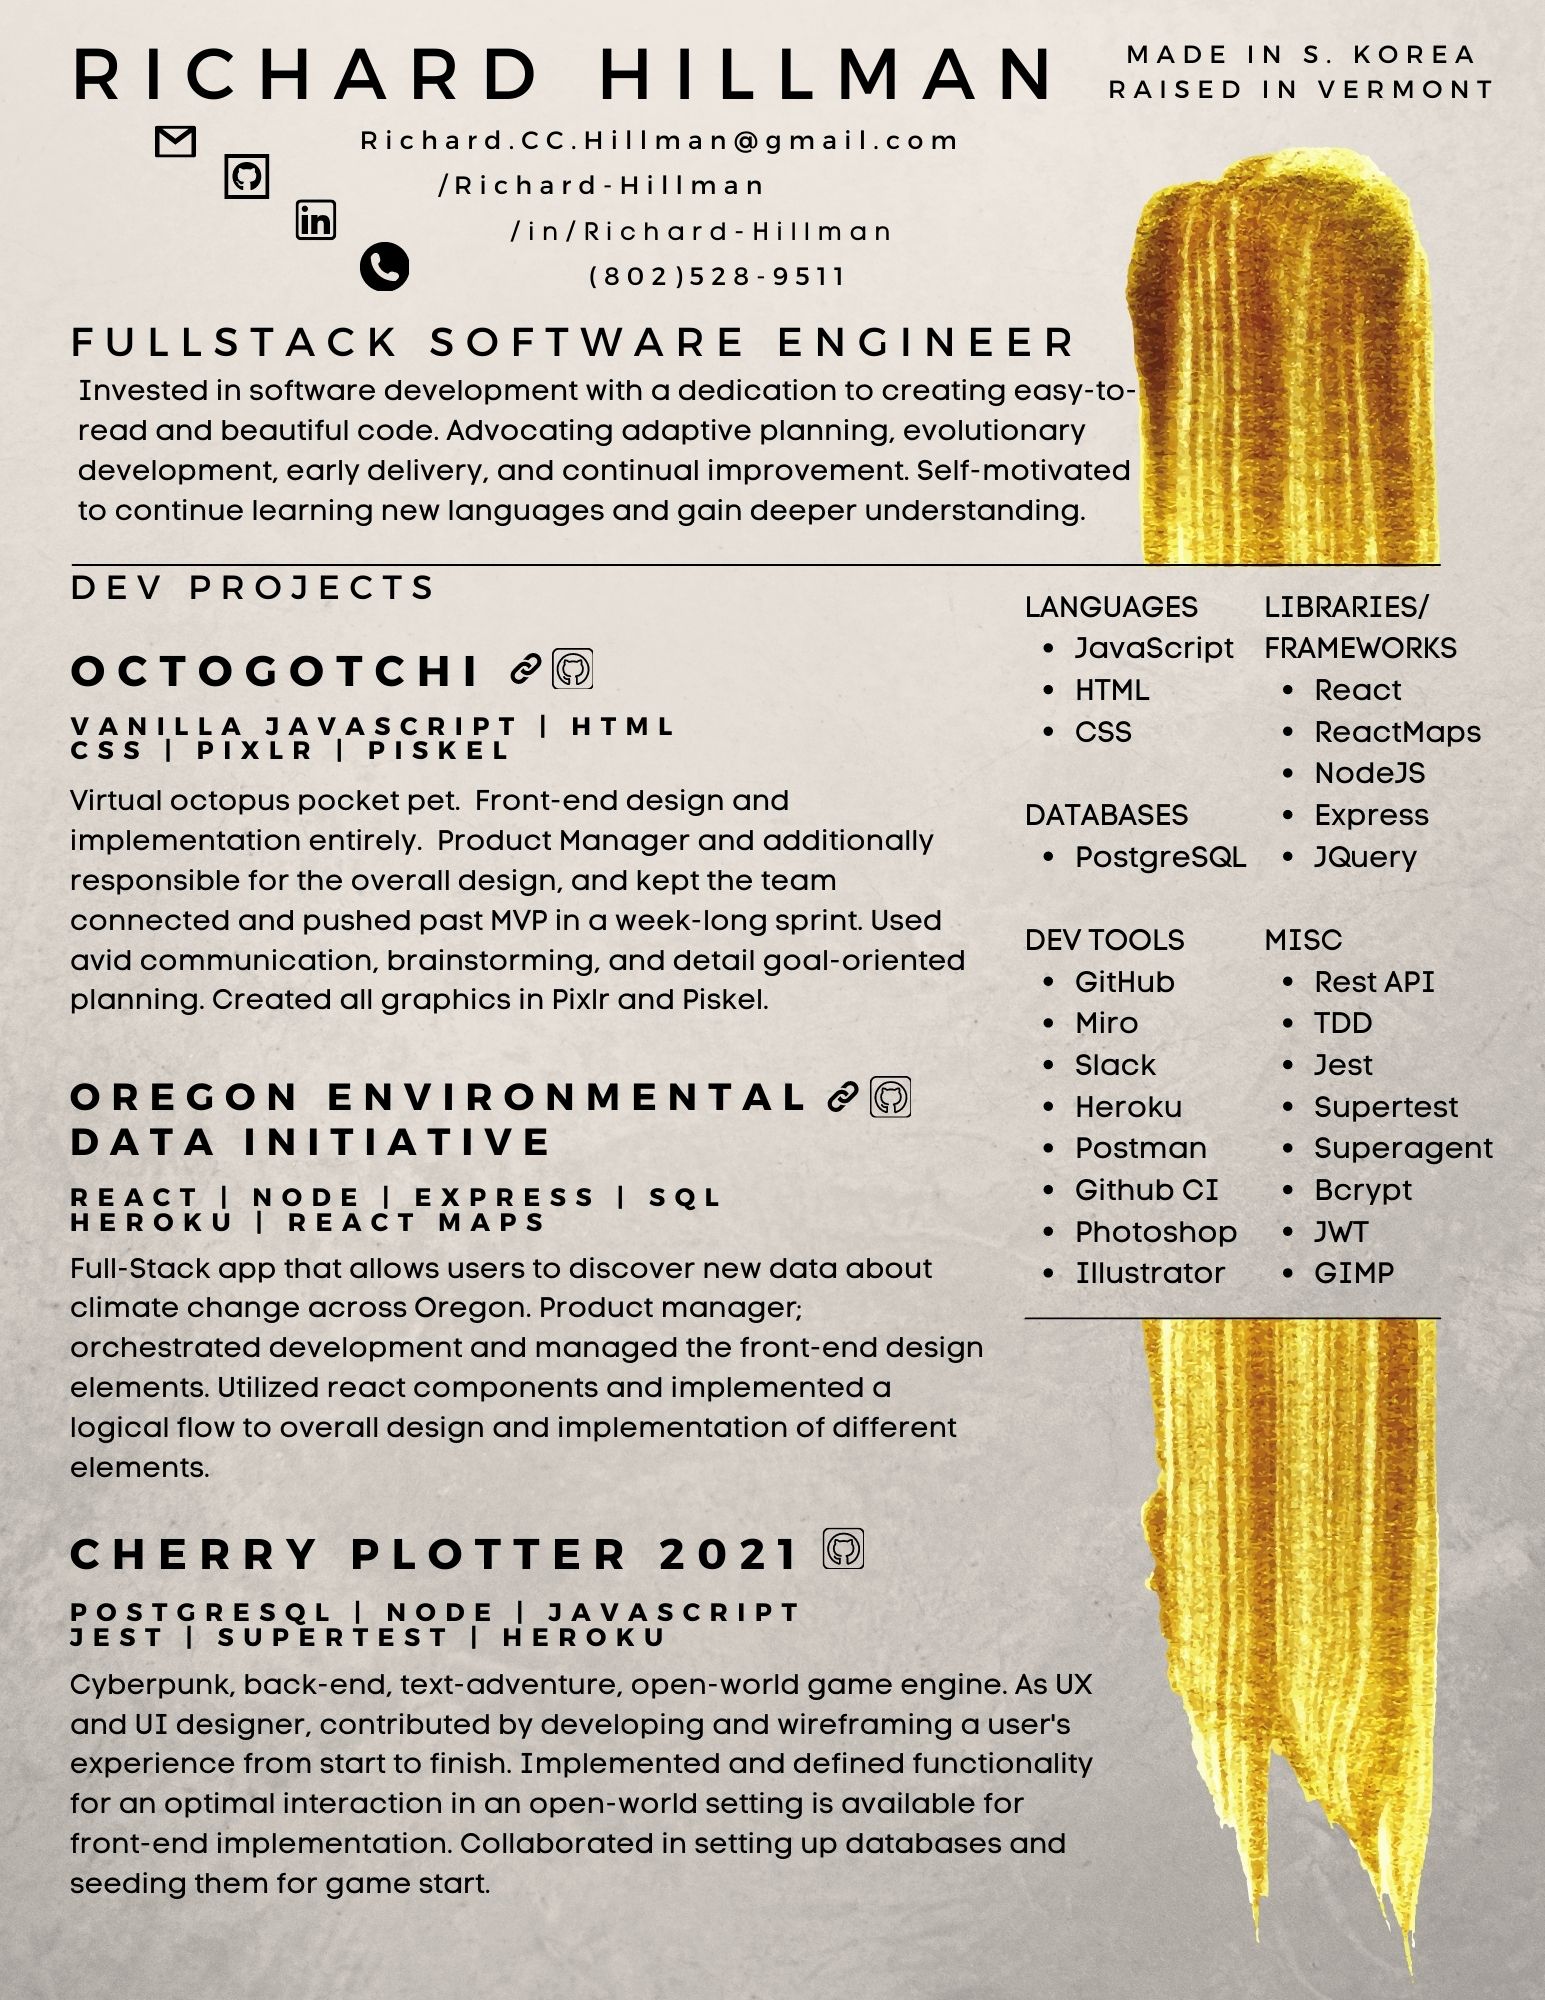 RICHARD HILLMAN
MADE IN S. KOREA
RAISED IN VERMONT
Richard.CC.Hillman@gmail.com
/Richard-Hillman
in
/in/Richard-Hillman
(802)528-9511
FULLSTACK SOFTWARE ENGINEER
Invested in software development with a dedication to creating easy-to-
read and beautiful code. Advocating adaptive planning, evolutionary
development, early delivery, and continual improvement. Self-motivated
to continue learning new languages and gain deeper understanding.
DEV PROJECTS
OCTOGOTCHI
VANILLA JAVASCRIPT | HTML
CSS | PIXLR | PISKEL
Virtual octopus pocket pet.  Front-end design and
implementation entirely.  Product Manager and additionally
responsible for the overall design, and kept the team
connected and pushed past MVP in a week-long sprint. Used
avid communication, brainstorming, and detail goal-oriented
planning. Created all graphics in Pixlr and Piskel.
OREGON ENVIRONMENTAL
DATA INITIATIVE
REACT | NODE | EXPRESS | SQL
HEROKU | REACT MAPS
Full-Stack app that allows users to discover new data about
climate change across Oregon. Product manager;
orchestrated development and managed the front-end design
elements. Utilized react components and implemented a
logical flow to overall design and implementation of different
elements.
CHERRY PLOTTER 2021
POSTGRESQL | NODE | JAVASCRIPT
JEST | SUPERTEST | HEROKU
Cyberpunk, back-end, text-adventure, open-world game engine. As UX
and UI designer, contributed by developing and wireframing a user's
experience from start to finish. Implemented and defined functionality
for an optimal interaction in an open-world setting is available for
front-end implementation. Collaborated in setting up databases and
seeding them for game start.
LANGUAGES
• JavaScript
• HTML
• CSS
DATABASES
• PostgreSQL
DEV TOOLS
• GitHub
• Miro
• Slack
• Heroku
• Postman
• Github CI
• Photoshop
• Illustrator
LIBRARIES/
FRAMEWORKS
• React
• ReactMaps
• NodeJS
• Express
• JQuery
MISC
• Rest API
• TDD
• Jest
• Supertest
• Superagent
• Bcrypt
• JWT
• GIMP